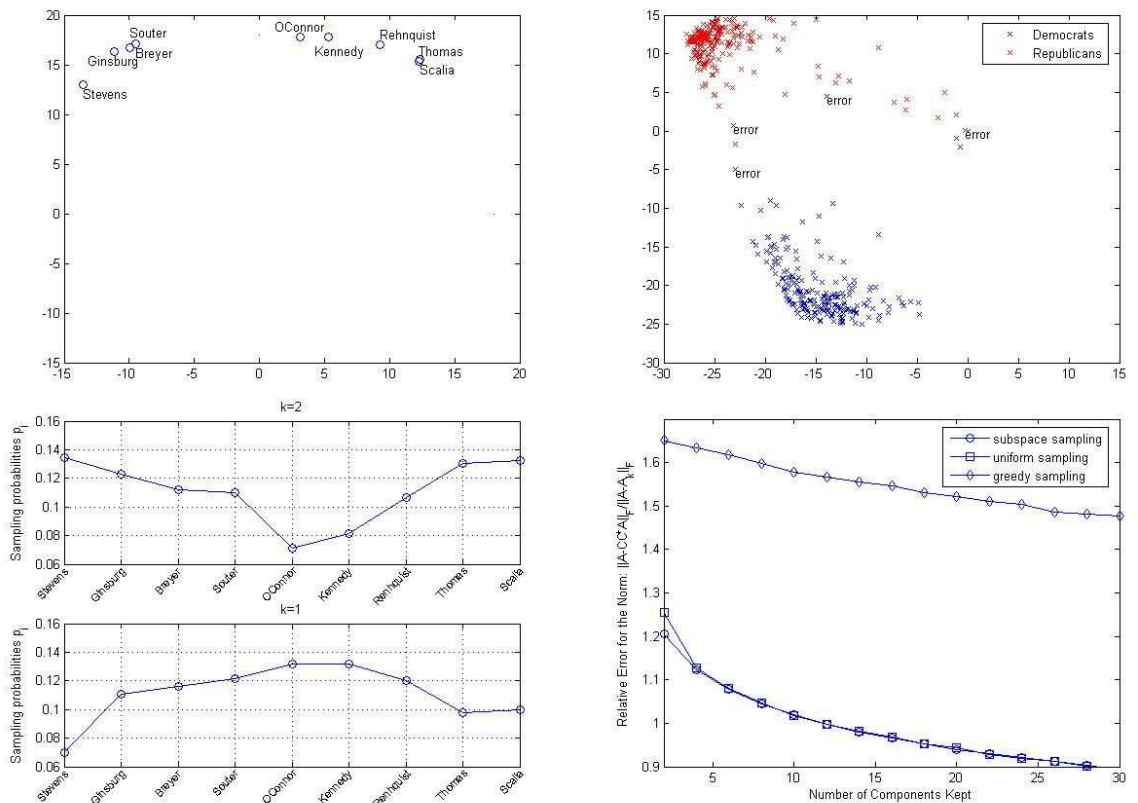 20
15
10
5
0
5
10
15
-15
-10
-5
0
5
10
15
20
OConnor
Rehnquist
Souter
Kennedy
Thomas
Ginsburg
Breyer
Scalia
Stevens
15
10
5
0
-5
-10
-15
-20
-25
-30
-30
-25
-20
-15
-10
-5
0
5
10
15
Democrats
Republicans
error
error
error
error
k=2
Sampling probabilities p_i
0.16
0.14
0.12
0.1
0.08
0.06
Stevens
Ginsburg
Breyer
Souter
OConnor
Kennedy
Rehnquist
Thomas
Scalia
k=1
Sampling probabilities p_i
0.16
0.14
0.12
0.1
0.08
0.06
Stevens
Ginsburg
Breyer
Souter
OConnor
Kennedy
Rehnquist
Thomas
Scalia
Relative Error for the Norm: ||A-CC⁺A||_F/||A-A_k||_F
1.6
1.5
1.4
1.3
1.2
1.1
1
0.9
5
10
15
20
25
30
Number of Components Kept
subspace sampling
uniform sampling
greedy sampling